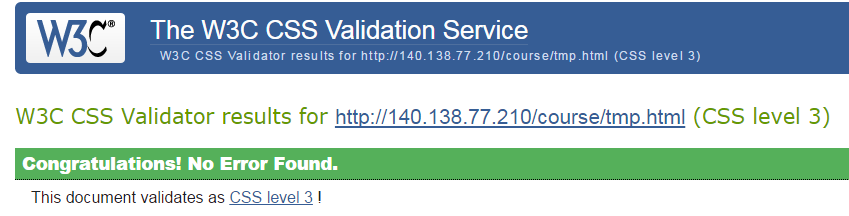 W3C®
The W3C CSS Validation Service
W3C CSS Validator results for http://140.138.77.210/course/tmp.html (CSS level 3)
W3C CSS Validator results for http://140.138.77.210/course/tmp.html (CSS level 3)
Congratulations! No Error Found.
This document validates as CSS level 3 !